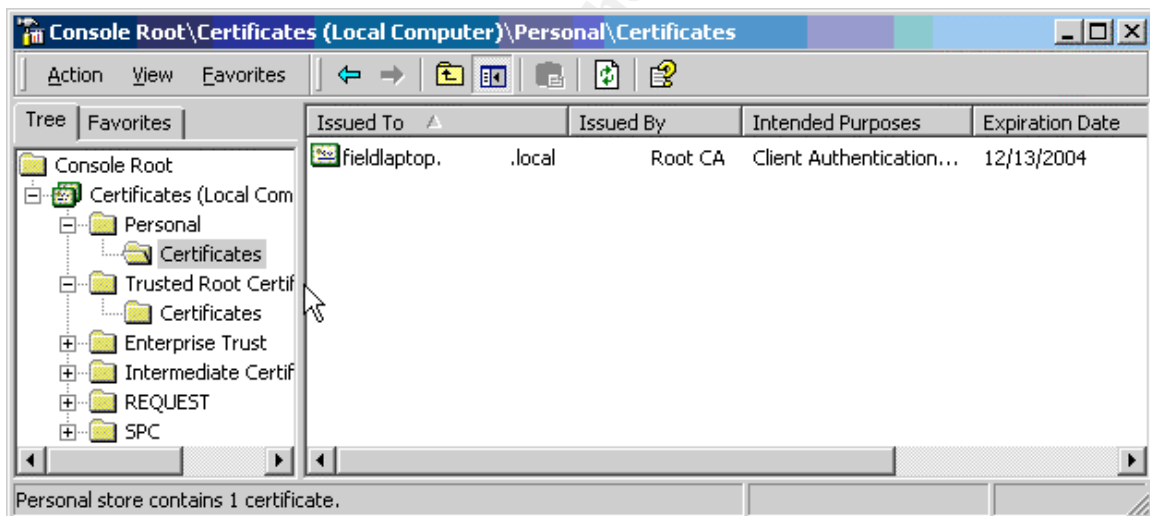 Console Root\Certificates (Local Computer)\Personal\Certificates
Action View Favorites
Tree Favorites
Issued To Issued By Intended Purposes Expiration Date
Console Root
Certificates (Local Com
Personal
Certificates
Trusted Root Certif
Certificates
Enterprise Trust
Intermediate Certif
REQUEST
SPC
fieldlaptop. .local Root CA Client Authentication... 12/13/2004
Personal store contains 1 certificate.